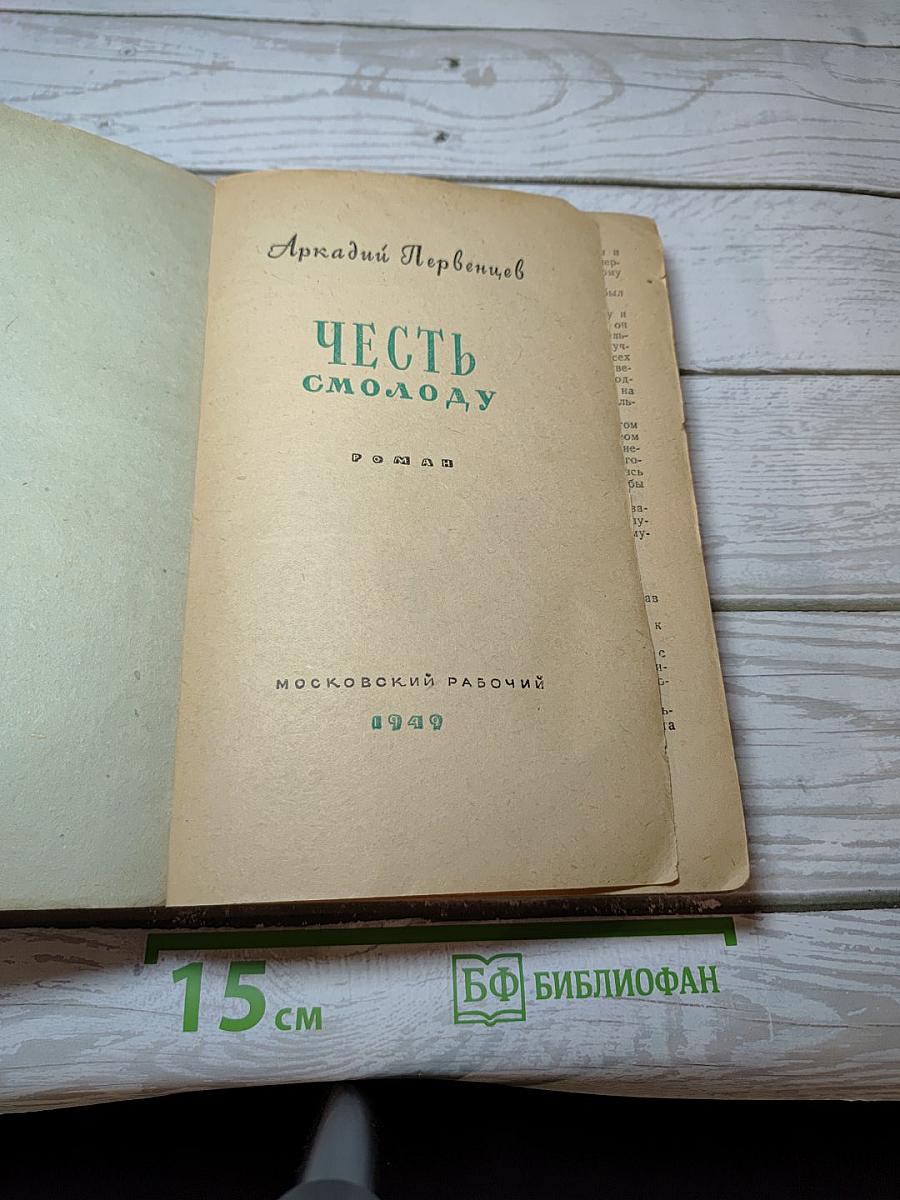 Аркадий Первенцев
ЧЕСТЬ
СМОЛОДУ
РОМАН
МОСКОВСКИЙ РАБОЧИЙ
1949
15 см
БФ БИБЛИОФАН